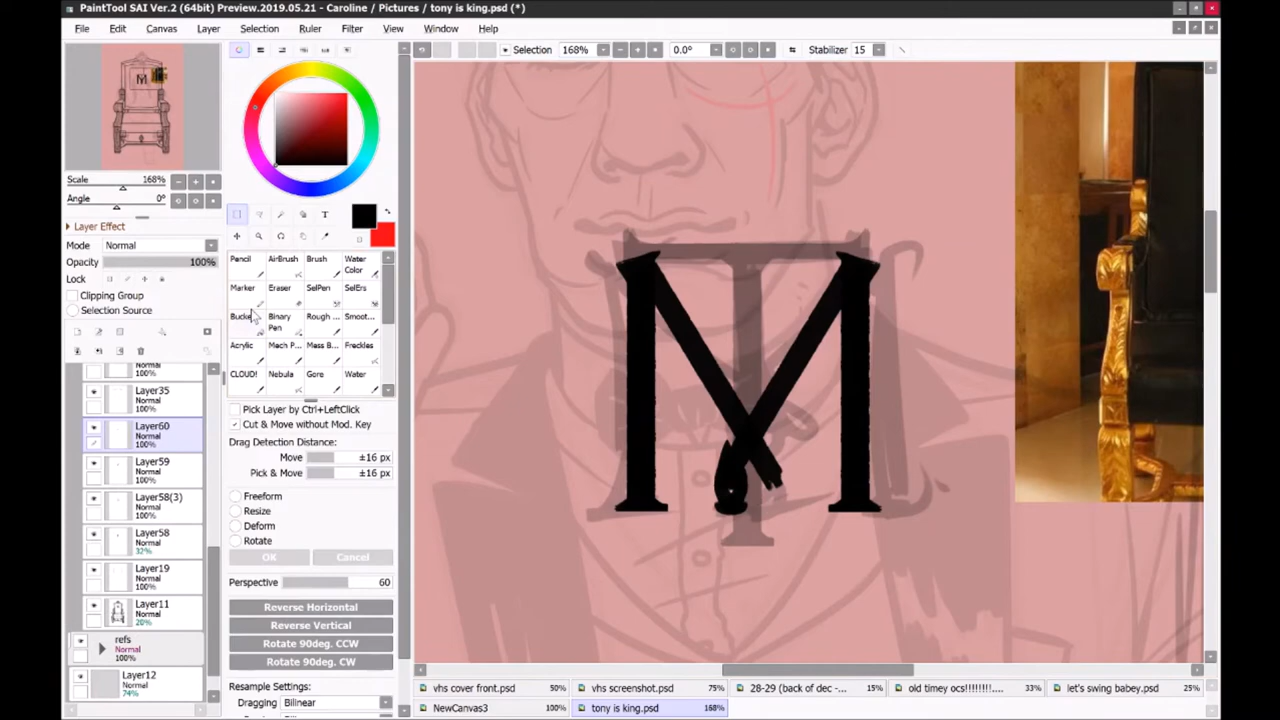 PaintTool SAI Ver.2 (64bit) Preview.2019.05.21 - Caroline / Pictures / tony is king.psd (*)
File Edit View Layer Selection Ruler Filter View Window Help
Selection 168% 0.0° Stabilizer 15
Scale 168%
Angle 0°
Layer Effect
Mode Normal
Opacity 100%
Lock
Clipping Group
Selection Source
Normal
100%
Layer35
Normal
100%
Layer60
Normal
100%
Layer59
Normal
100%
Layer58(3)
Normal
100%
Layer58
Normal
32%
Layer19
Normal
100%
Layer11
Normal
20%
refs
Normal
100%
Layer12
Normal
74%
T
Pencil AirBrush Brush Water Color
Marker Eraser SelPen SelErs
Bucke Binary Pen Rough ... Smoot...
Acrylic Mech P... Mess B... Freckles
CLOUD! Nebula Gore Water
Pick Layer by Ctrl+LeftClick
Cut & Move without Mod. Key
Drag Detection Distance:
Move ±16 px
Pick & Move ±16 px
Freeform
Resize
Deform
Rotate
OK Cancel
Perspective 60
Reverse Horizontal
Reverse Vertical
Rotate 90deg. CCW
Rotate 90deg. CW
Resample Settings:
Dragging Bilinear
M
vhs cover front.psd 50% vhs screenshot.psd 75% 28-29 (back of dec -... 15% old timey ocs!!!!!!!!!... 33% let's swing babey.psd 25%
NewCanvas3 100% tony is king.psd 168%